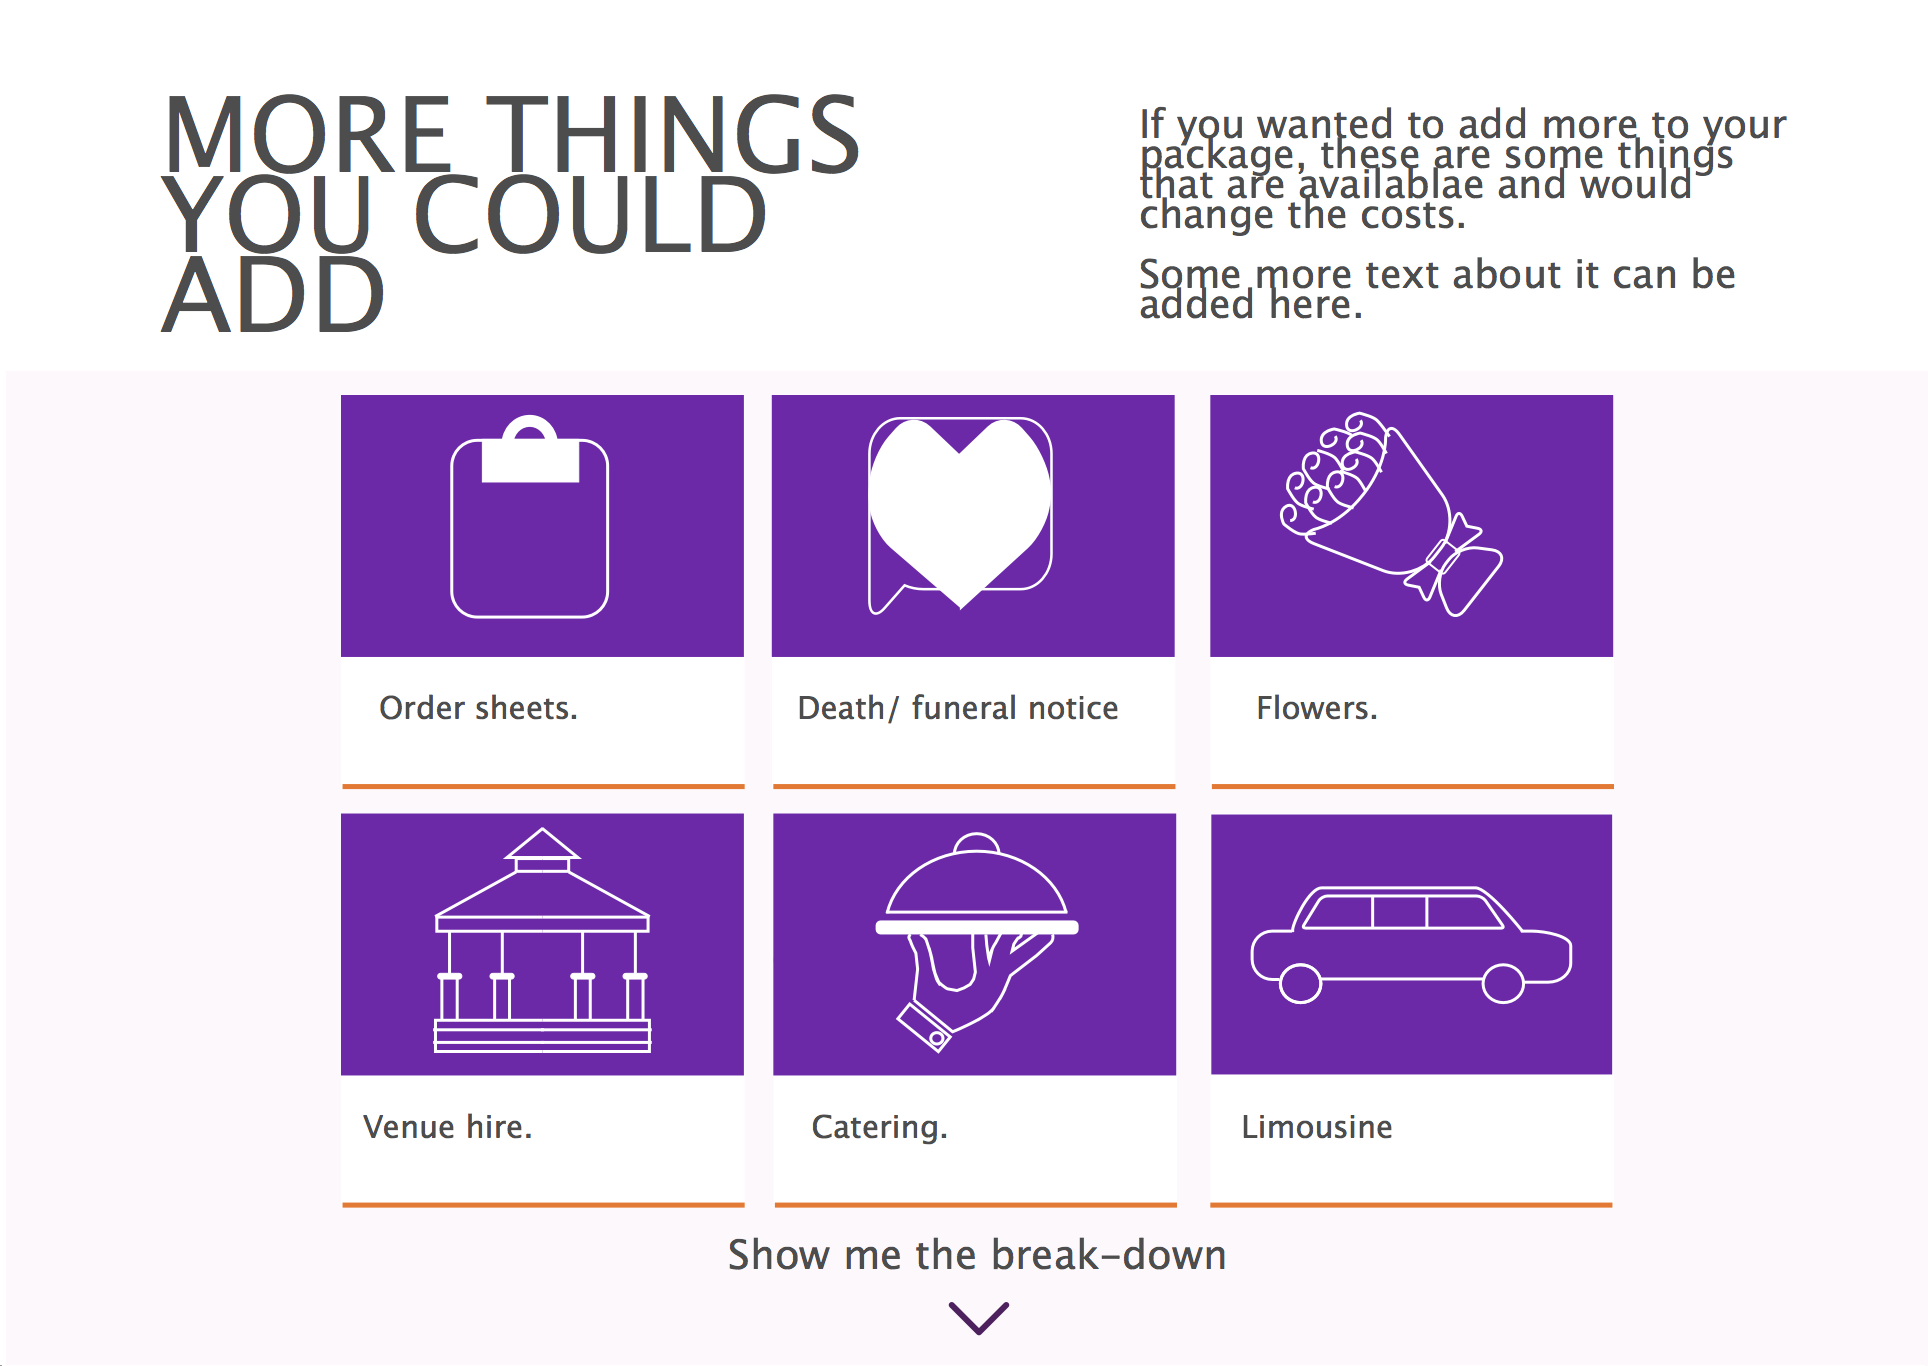 MORE THINGS
YOU COULD
ADD
If you wanted to add more to your
package, these are some things
that are availablae and would
change the costs.
Some more text about it can be
added here.
Order sheets.
Death/ funeral notice
Flowers.
Venue hire.
Catering.
Limousine
Show me the break-down